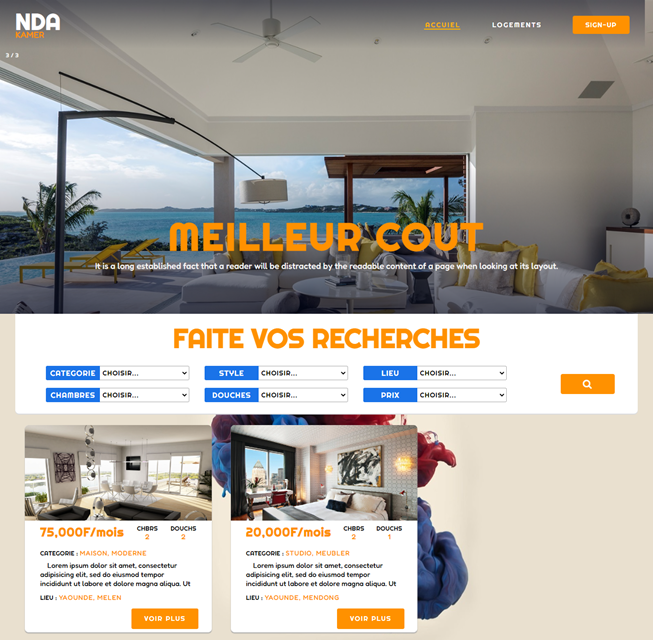 NDA
KAMER
ACCUIEL
LOGEMENTS
SIGN-UP
3 / 3
MEILLEUR COUT
It is a long established fact that a reader will be distracted by the readable content of a page when looking at its layout.
FAITE VOS RECHERCHES
CATEGORIE CHOISIR...
STYLE CHOISIR...
LIEU CHOISIR...
CHAMBRES CHOISIR...
DOUCHES CHOISIR...
PRIX CHOISIR...
75,000F/mois
CHBRS
2
DOUCHS
2
CATEGORIE : MAISON, MODERNE
Lorem ipsum dolor sit amet, consectetur
adipisicing elit, sed do eiusmod tempor
incididunt ut labore et dolore magna aliqua. Ut
LIEU : YAOUNDE, MELEN
VOIR PLUS
20,000F/mois
CHBRS
2
DOUCHS
1
CATEGORIE : STUDIO, MEUBLER
Lorem ipsum dolor sit amet, consectetur
adipisicing elit, sed do eiusmod tempor
incididunt ut labore et dolore magna aliqua. Ut
LIEU : YAOUNDE, MENDONG
VOIR PLUS